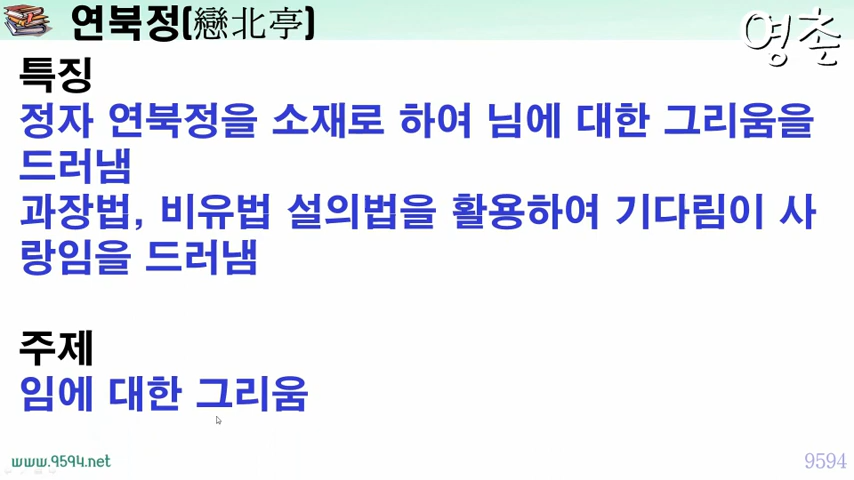 연북정(戀北亭)
영촌
특징
정자 연북정을 소재로 하여 님에 대한 그리움을
드러냄
과장법, 비유법 설의법을 활용하여 기다림이 사
랑임을 드러냄
주제
임에 대한 그리움
www.9594.net
9594